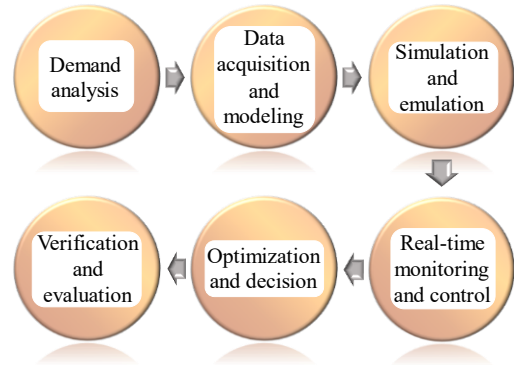 Demand
analysis
Data
acquisition
and
modeling
Simulation
and
emulation
Real-time
monitoring
and control
Optimization
and decision
Verification
and
evaluation